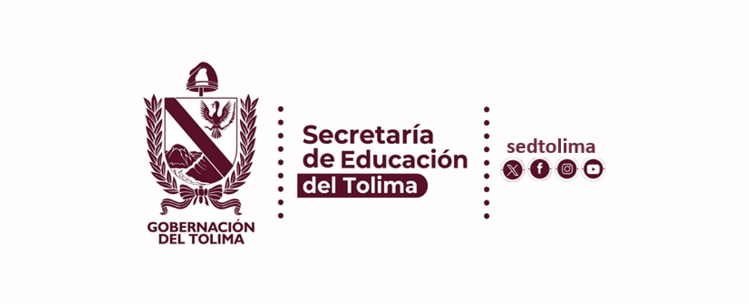 GOBERNACIÓN
DEL TOLIMA
Secretaría
de Educación
del Tolima
sedtolima